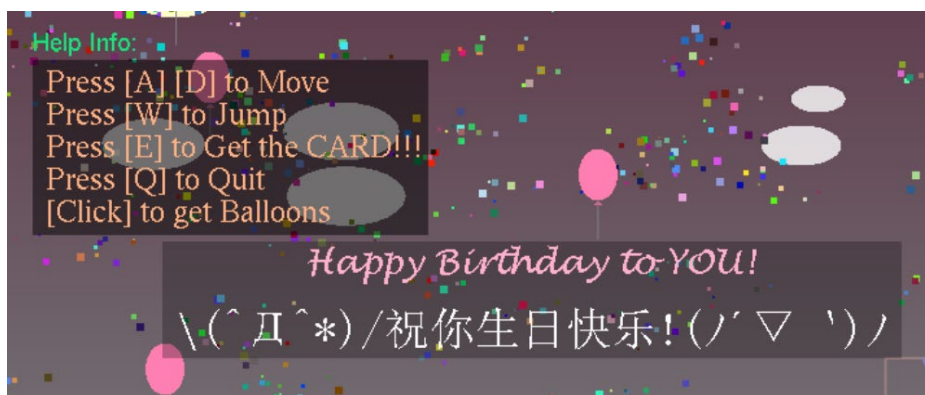 Help Info:
Press [A] [D] to Move
Press [W] to Jump
Press [E] to Get the CARD!!!
Press [Q] to Quit
[Click] to get Balloons
Happy Birthday to YOU!
\(ˆДˆ*)/祝你生日快乐!(ﾉ´▽‵)ﾉ